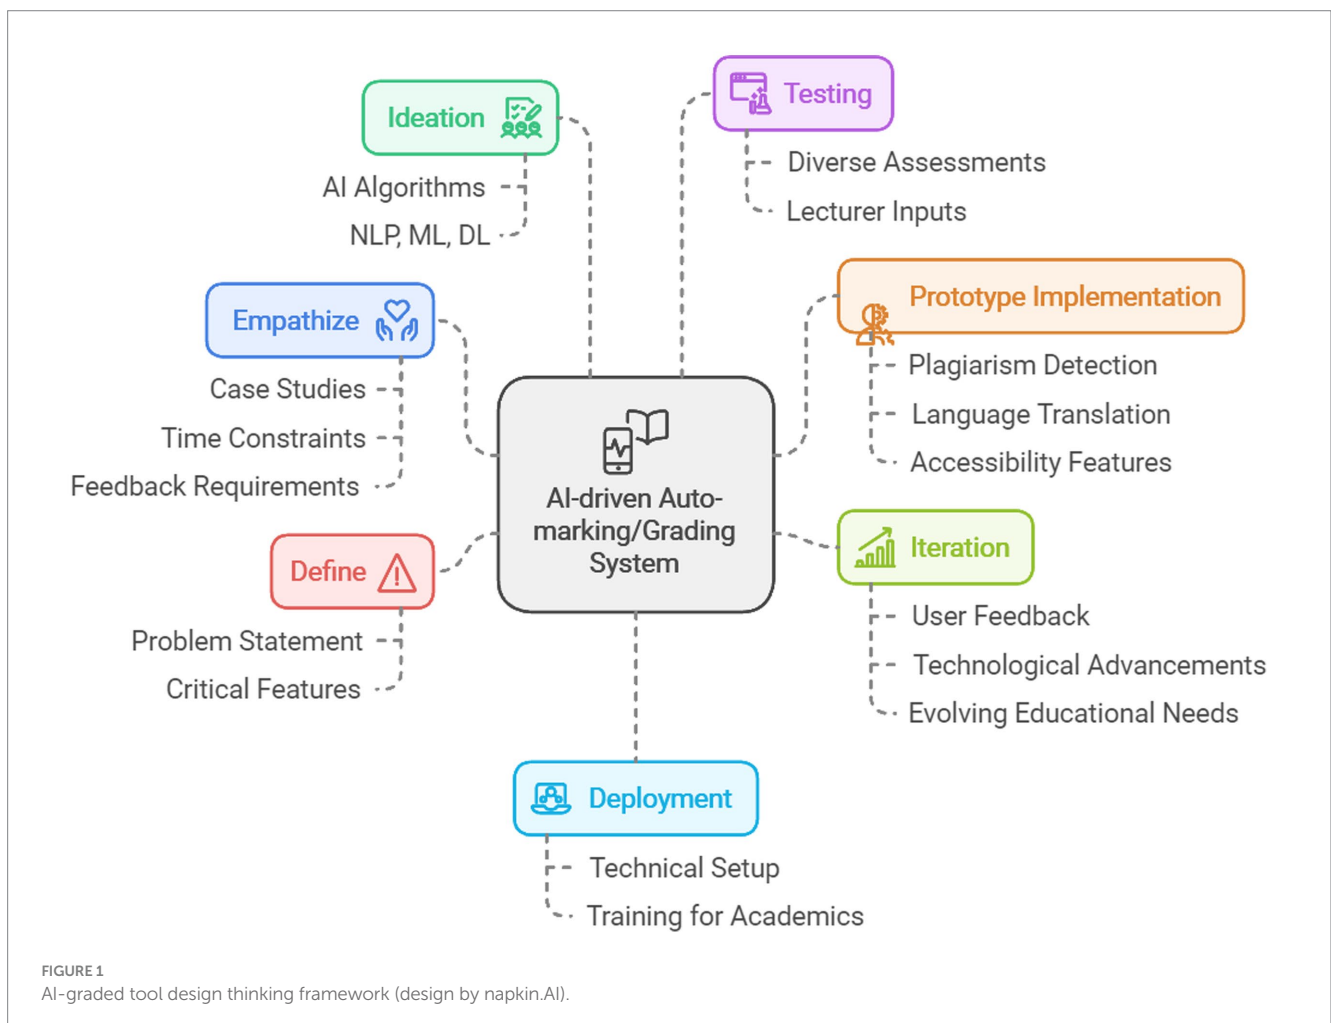 Ideation
AI Algorithms
NLP, ML, DL
Testing
Diverse Assessments
Lecturer Inputs
Empathize
Case Studies
Time Constraints
Feedback Requirements
Prototype Implementation
Plagiarism Detection
Language Translation
Accessibility Features
AI-driven Auto-
marking/Grading
System
Define
Problem Statement
Critical Features
Iteration
User Feedback
Technological Advancements
Evolving Educational Needs
Deployment
Technical Setup
Training for Academics
FIGURE 1
AI-graded tool design thinking framework (design by napkin.AI).